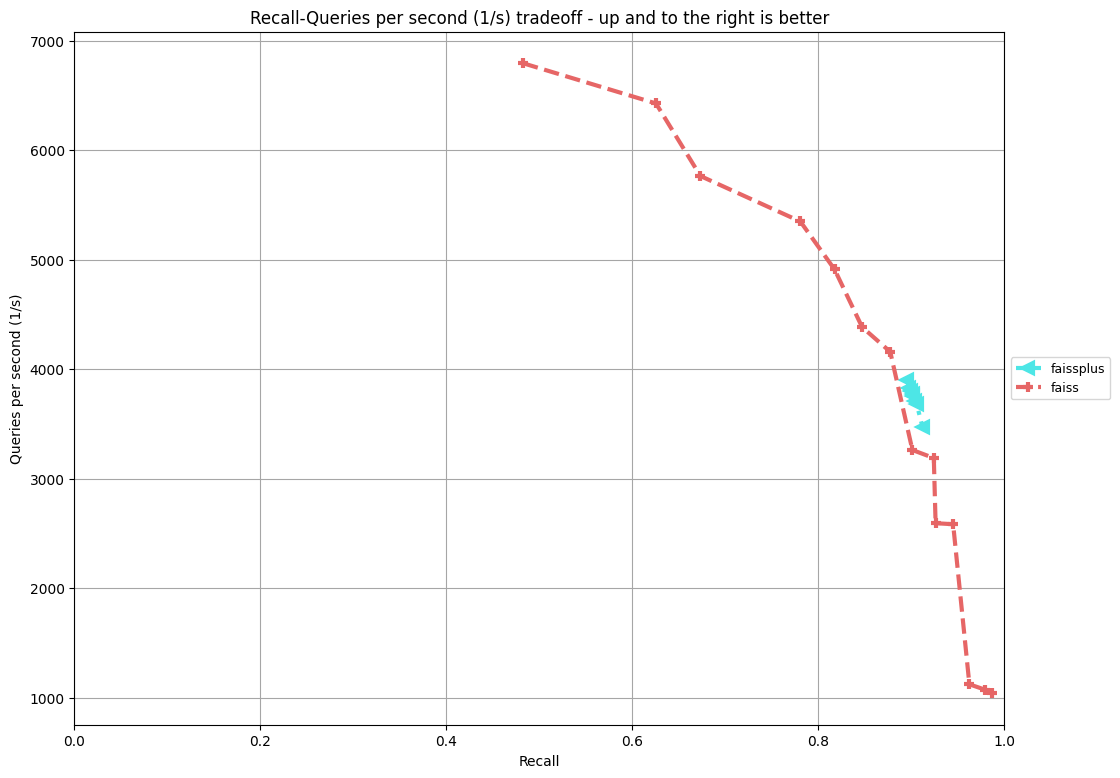 Recall-Queries per second (1/s) tradeoff - up and to the right is better
7000
6000
5000
4000
3000
2000
1000
Queries per second (1/s)
0.0
0.2
0.4
0.6
0.8
1.0
Recall
faissplus
faiss